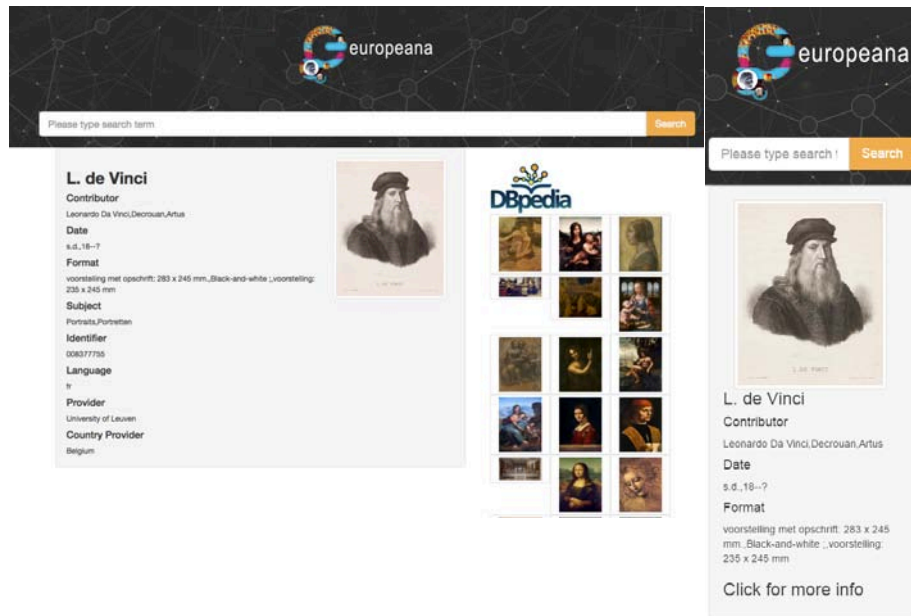 europeana
Please type search term
Search
L. de Vinci
Contributor
Leonardo Da Vinci,Decrouan,Artus
Date
s.d.,18--?
Format
voorstelling met opschrift: 283 x 245 mm.,Black-and-white ;,voorstelling:
235 x 245 mm
Subject
Portraits,Portretten
Identifier
008377755
Language
fr
Provider
University of Leuven
Country Provider
Belgium
L. DE VINCI
DBpedia
europeana
Please type search t
Search
L. DE VINCI
L. de Vinci
Contributor
Leonardo Da Vinci,Decrouan,Artus
Date
s.d.,18--?
Format
voorstelling met opschrift: 283 x 245
mm.,Black-and-white ;,voorstelling:
235 x 245 mm
Click for more info